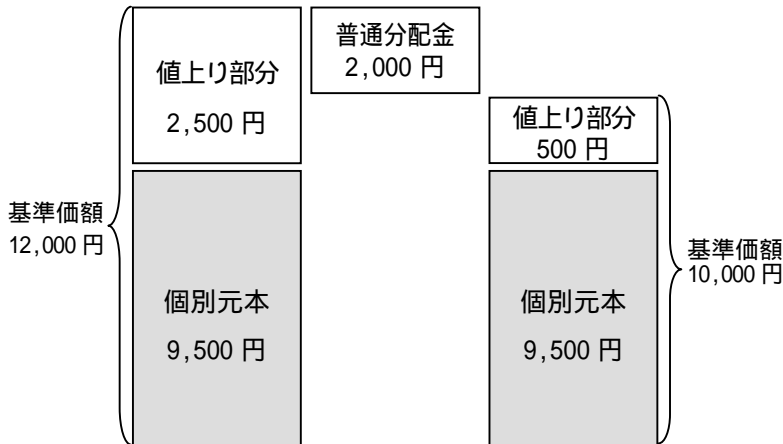 値上り部分
2,500 円
普通分配金
2,000 円
値上り部分
500 円
基準価額
12,000 円
個別元本
9,500 円
個別元本
9,500 円
基準価額
10,000 円